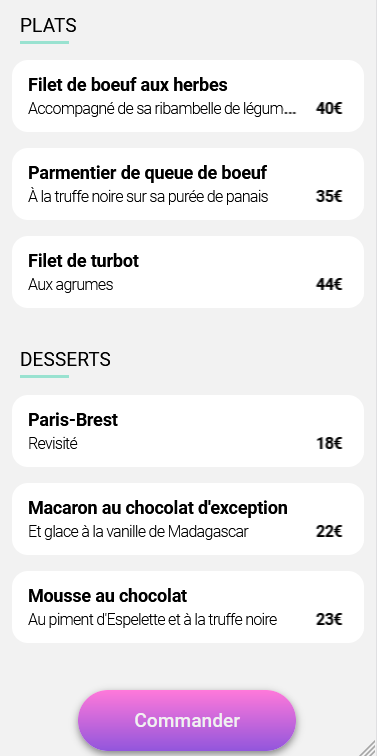 PLATS
Filet de boeuf aux herbes
Accompagné de sa ribambelle de légum... 40€
Parmentier de queue de boeuf
À la truffe noire sur sa purée de panais 35€
Filet de turbot
Aux agrumes 44€
DESSERTS
Paris-Brest
Revisité 18€
Macaron au chocolat d'exception
Et glace à la vanille de Madagascar 22€
Mousse au chocolat
Au piment d'Espelette et à la truffe noire 23€
Commander